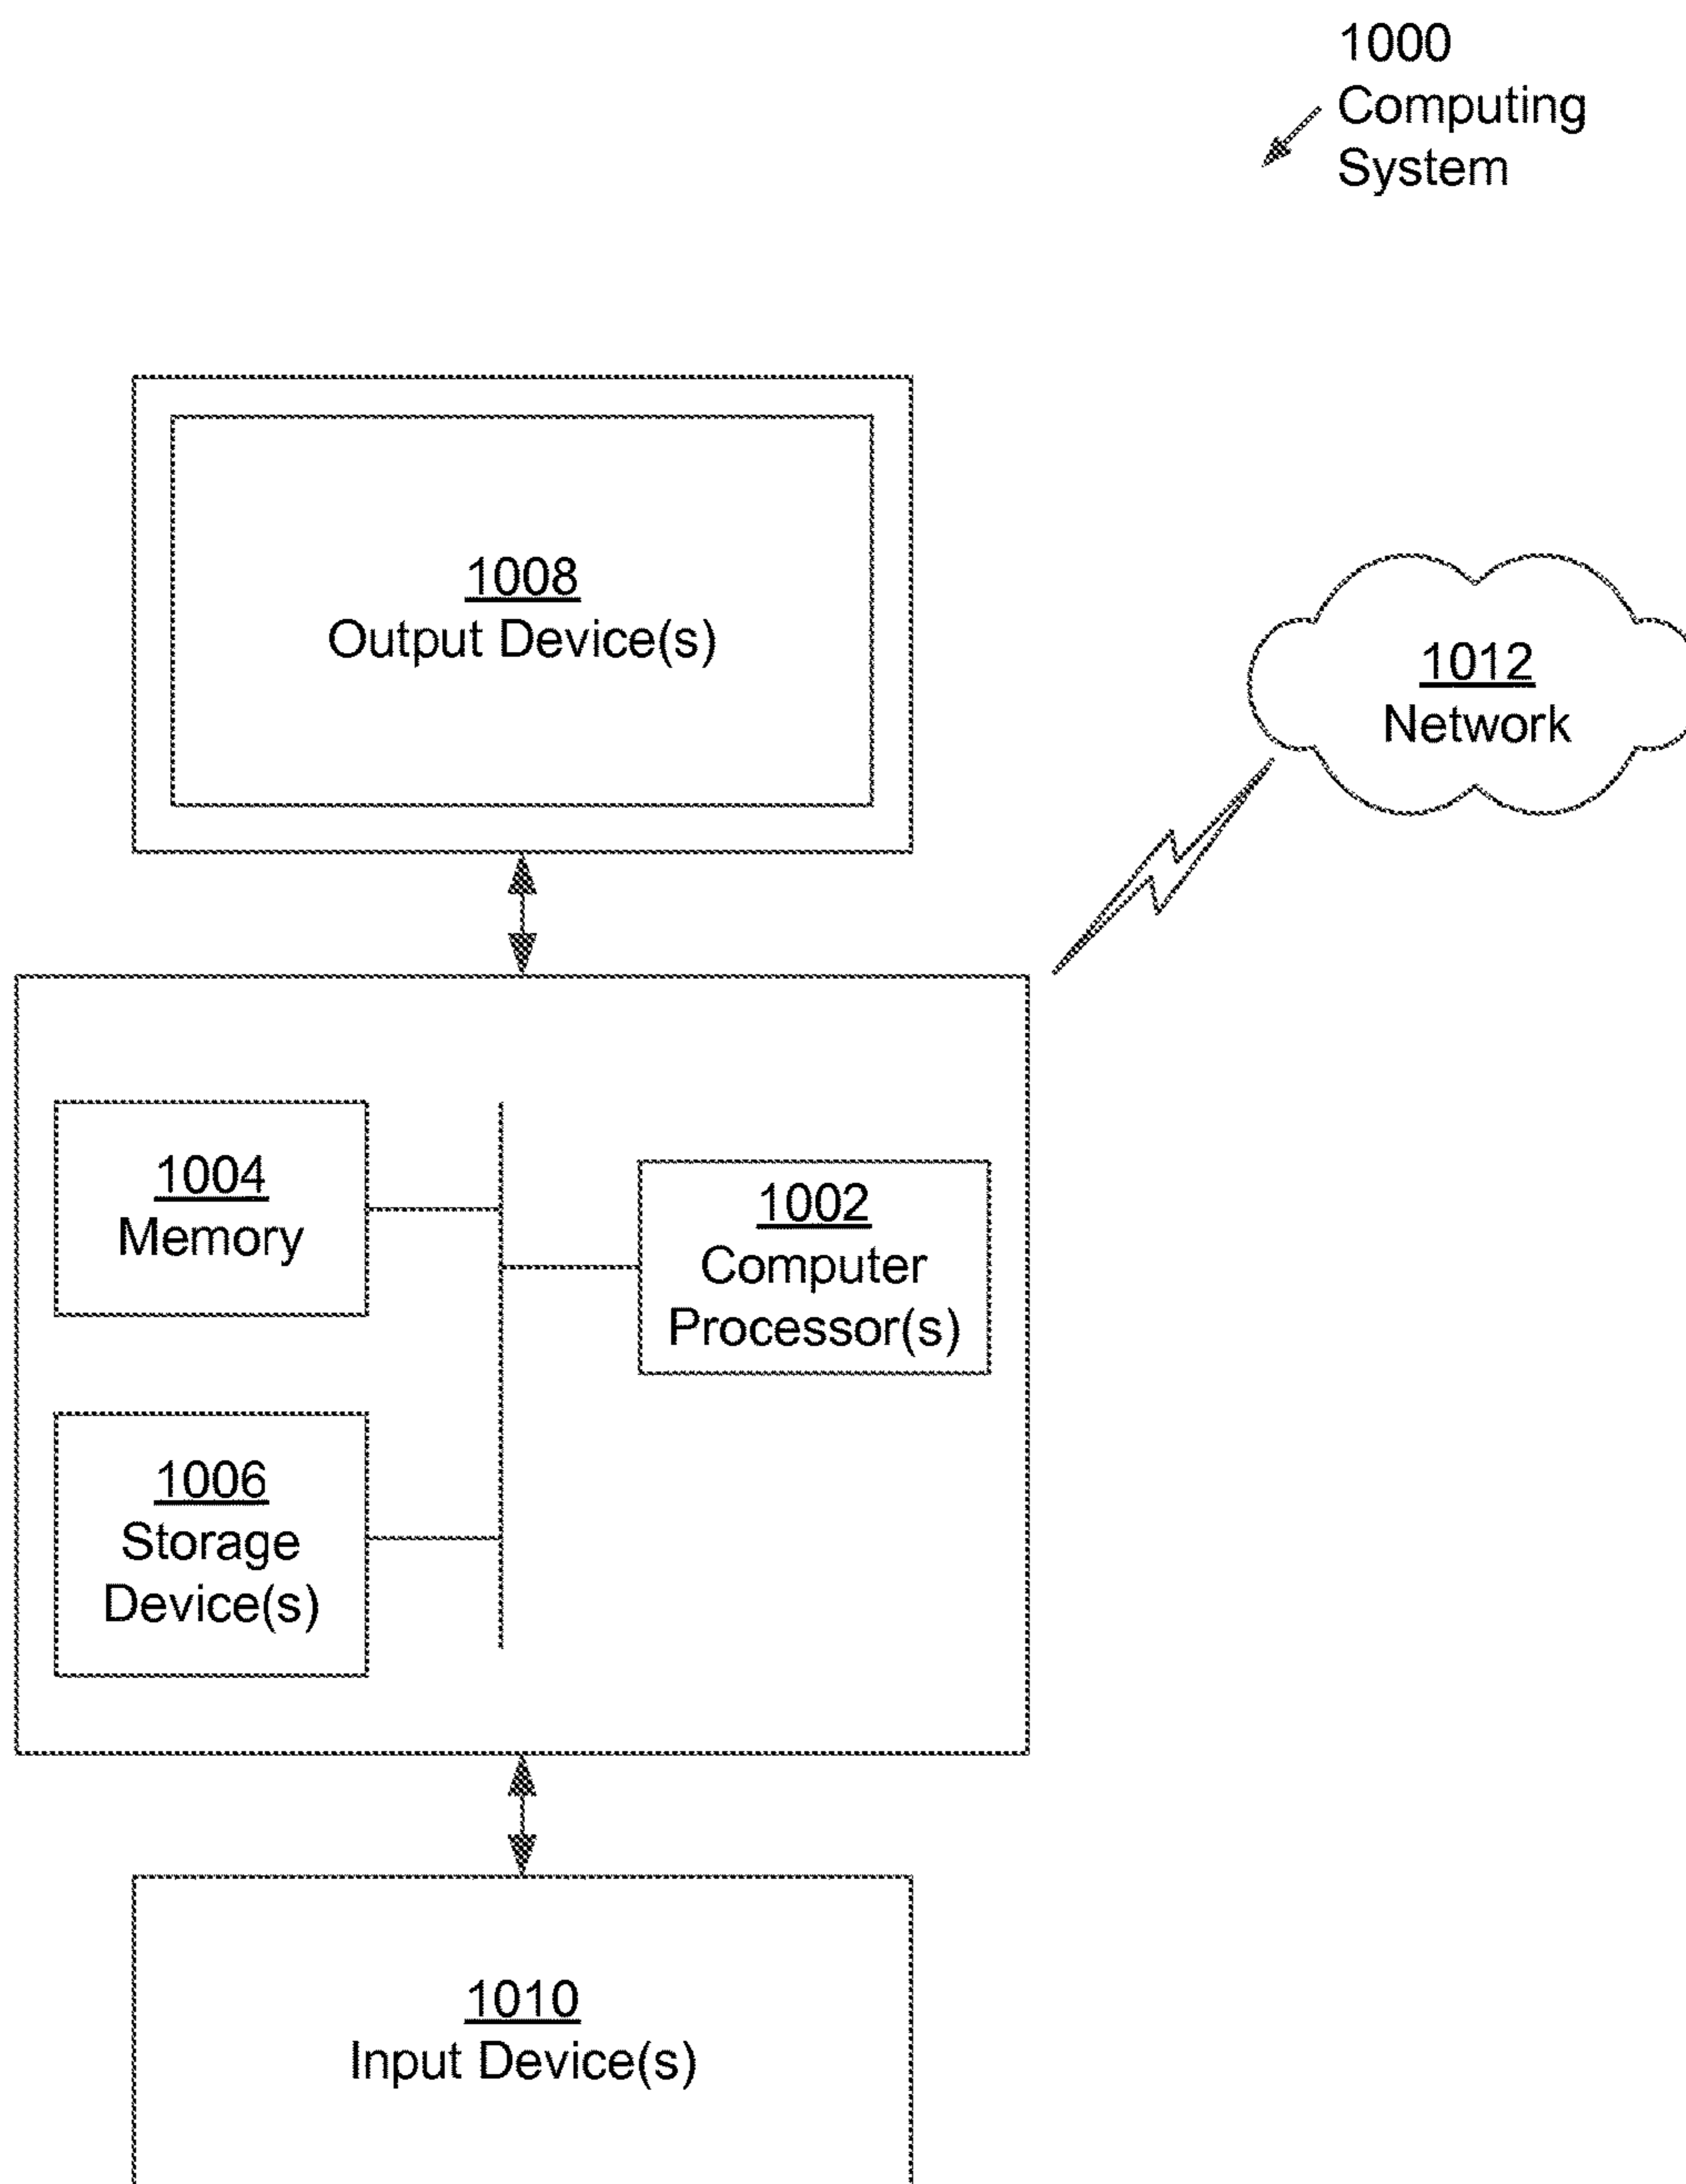 1000
Computing
System
1008
Output Device(s)
1012
Network
1004
Memory
1002
Computer
Processor(s)
1006
Storage
Device(s)
1010
Input Device(s)